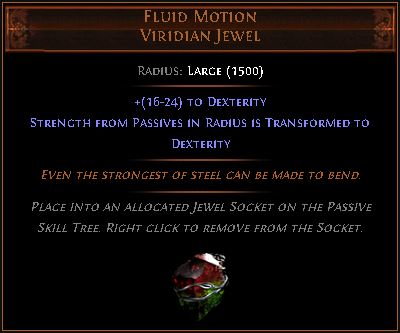 Fluid Motion
Viridian Jewel
Radius: Large (1500)
+(16-24) to Dexterity
Strength from Passives in Radius is Transformed to
Dexterity
Even the strongest of steel can be made to bend.
Place into an allocated Jewel Socket on the Passive
Skill Tree. Right click to remove from the Socket.